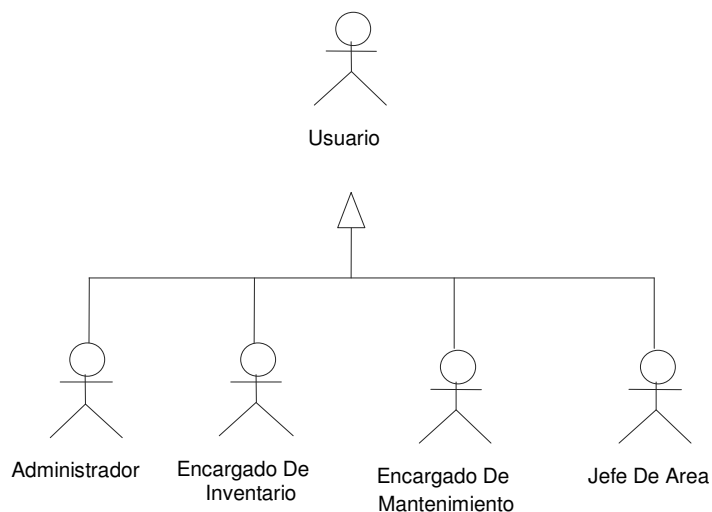 Usuario
Administrador
Encargado De
Inventario
Encargado De
Mantenimiento
Jefe De Area